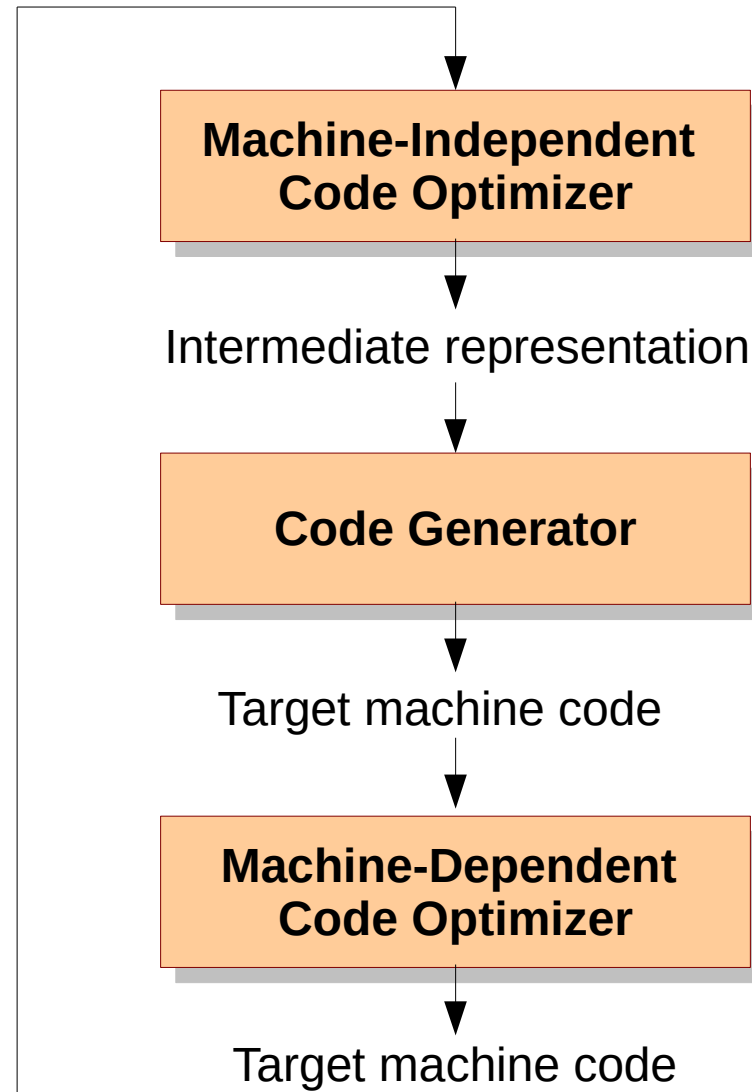 Machine-Independent
Code Optimizer
Intermediate representation
Code Generator
Target machine code
Machine-Dependent
Code Optimizer
Target machine code